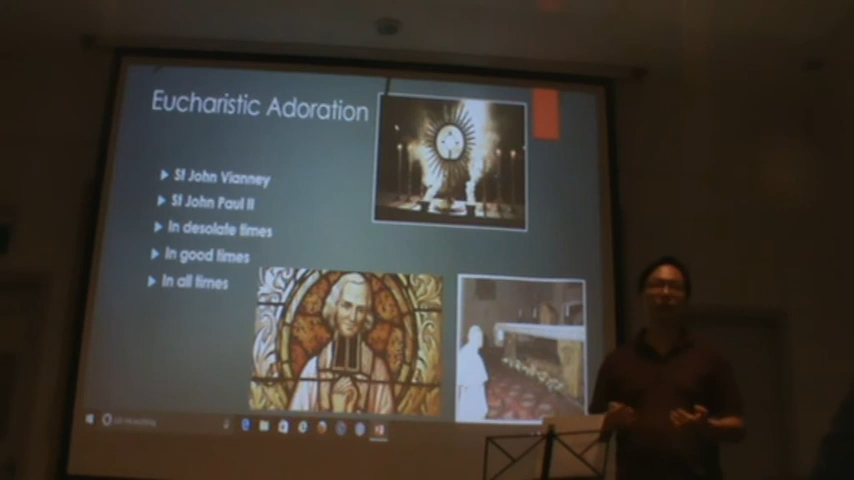 Eucharistic Adoration
St John Vianney
St John Paul II
In desolate times
In good times
In all times